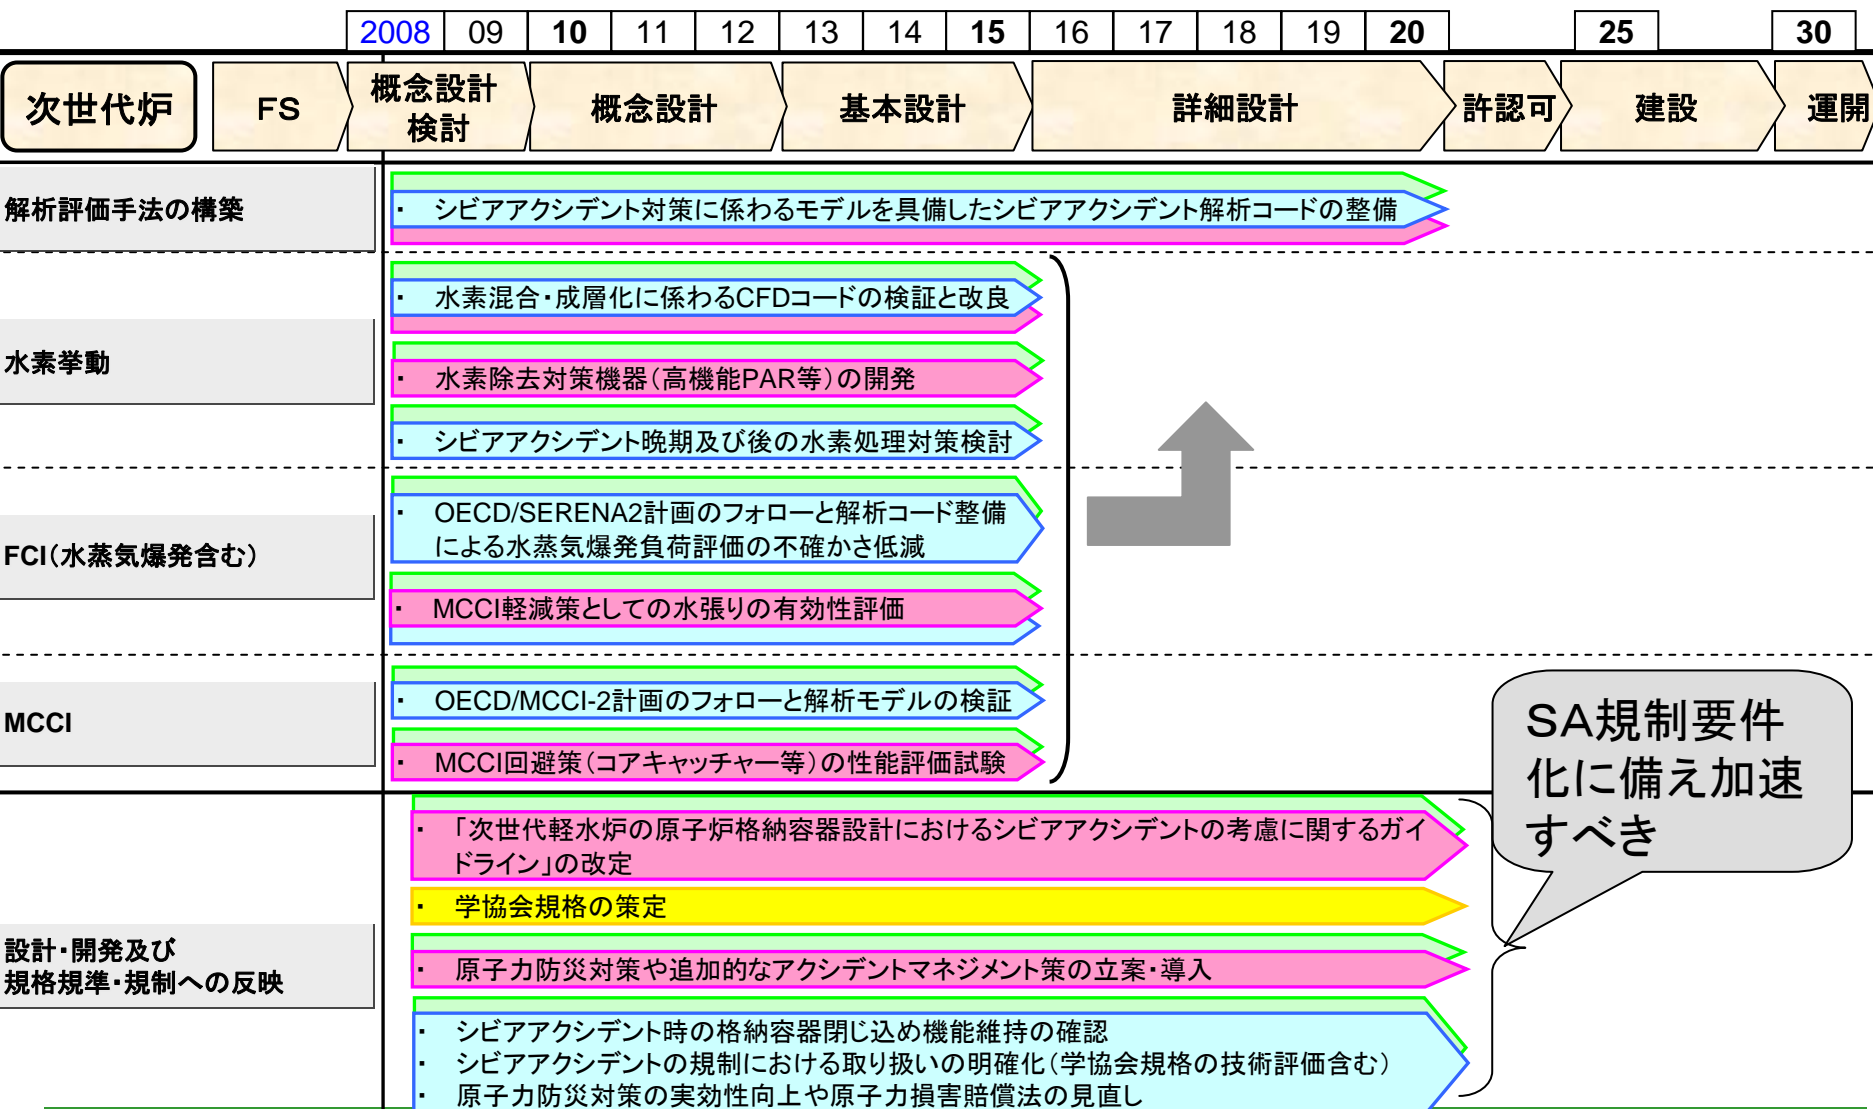 2008 09 10 11 12 13 14 15 16 17 18 19 20 25 30
次世代炉 FS 概念設計検討 概念設計 基本設計 詳細設計 許認可 建設 運開
解析評価手法の構築
・ シビアアクシデント対策に係わるモデルを具備したシビアアクシデント解析コードの整備
水素挙動
・ 水素混合・成層化に係わるCFDコードの検証と改良
・ 水素除去対策機器（高機能PAR等）の開発
・ シビアアクシデント晩期及び後の水素処理対策検討
FCI（水蒸気爆発含む）
・ OECD/SERENA2計画のフォローと解析コード整備
による水蒸気爆発負荷評価の不確かさ低減
・ MCCI軽減策としての水張りの有効性評価
MCCI
・ OECD/MCCI-2計画のフォローと解析モデルの検証
・ MCCI回避策（コアキャッチャー等）の性能評価試験
SA規制要件
化に備え加速
すべき
設計・開発及び
規格規準・規制への反映
・ 「次世代軽水炉の原子炉格納容器設計におけるシビアアクシデントの考慮に関するガイ
ドライン」の改定
・ 学協会規格の策定
・ 原子力防災対策や追加的なアクシデントマネジメント策の立案・導入
・ シビアアクシデント時の格納容器閉じ込め機能維持の確認
・ シビアアクシデントの規制における取り扱いの明確化（学協会規格の技術評価含む）
・ 原子力防災対策の実効性向上や原子力損害賠償法の見直し